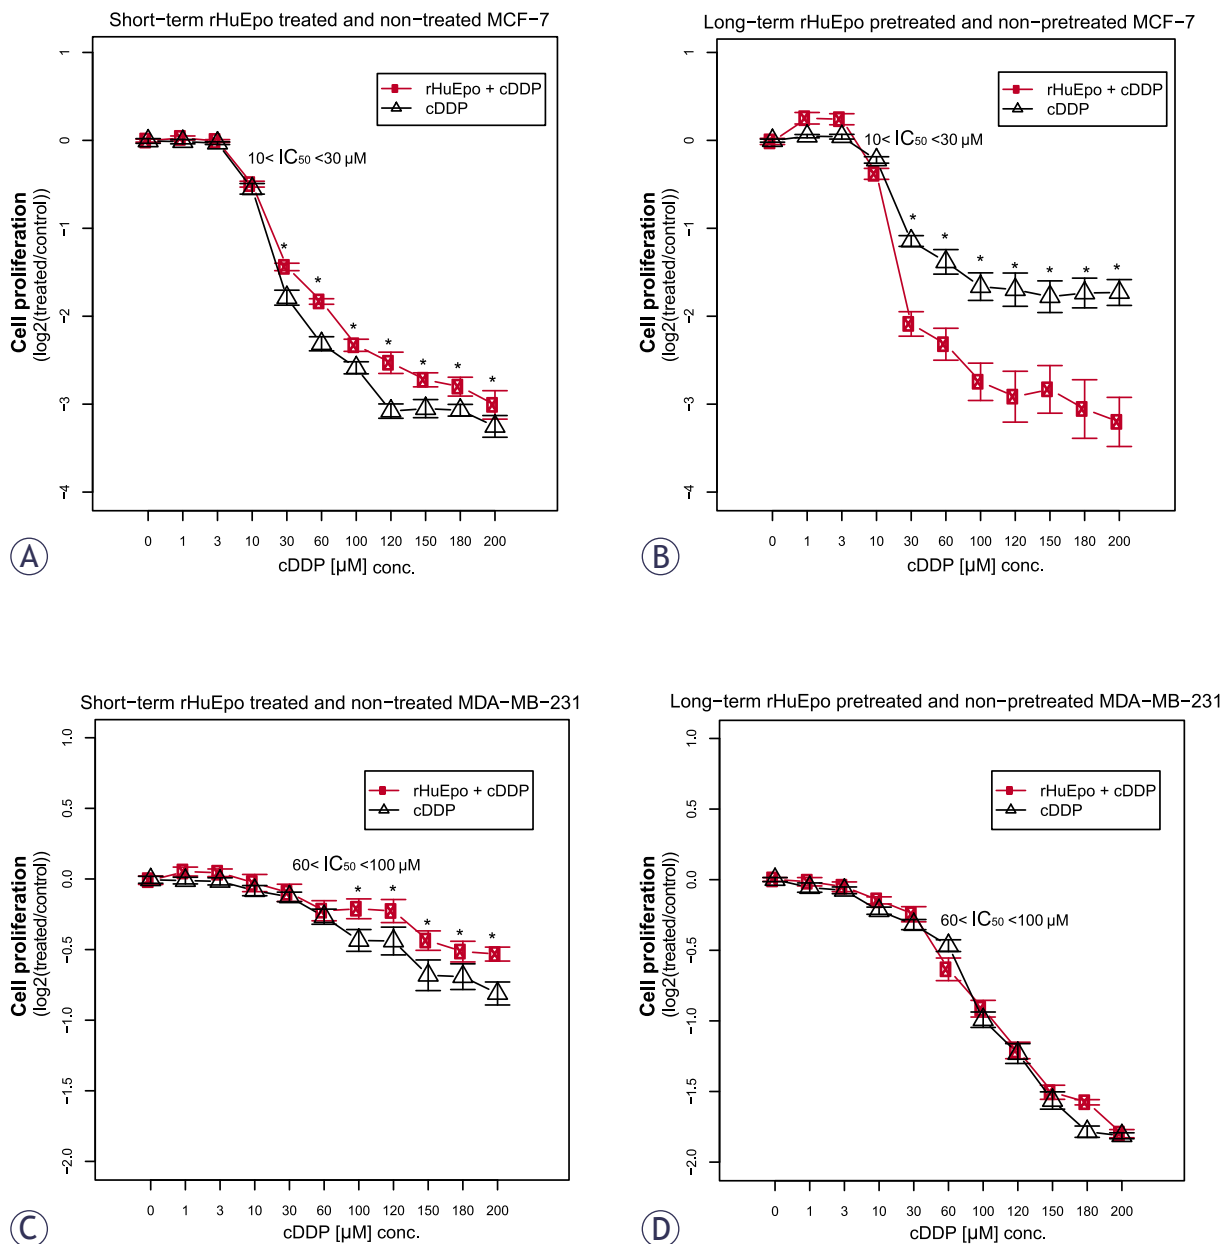 Short−term rHuEpo treated and non−treated MCF−7
1
0
−1
−2
−3
−4
Cell proliferation
(log2(treated/control))
rHuEpo + cDDP
cDDP
10< IC50 <30 µM
* * * * * * *
0 1 3 10 30 60 100 120 150 180 200
cDDP [µM] conc.
A
Long−term rHuEpo pretreated and non−pretreated MCF−7
1
0
−1
−2
−3
−4
Cell proliferation
(log2(treated/control))
rHuEpo + cDDP
cDDP
10< IC50 <30 µM
* * * * * * *
0 1 3 10 30 60 100 120 150 180 200
cDDP [µM] conc.
B
Short−term rHuEpo treated and non−treated MDA−MB−231
1.0
0.5
0.0
−0.5
−1.0
−1.5
−2.0
Cell proliferation
(log2(treated/control))
rHuEpo + cDDP
cDDP
60< IC50 <100 µM
* * * * *
0 1 3 10 30 60 100 120 150 180 200
cDDP [µM] conc.
C
Long−term rHuEpo pretreated and non−pretreated MDA−MB−231
1.0
0.5
0.0
−0.5
−1.0
−1.5
−2.0
Cell proliferation
(log2(treated/control))
rHuEpo + cDDP
cDDP
60< IC50 <100 µM
0 1 3 10 30 60 100 120 150 180 200
cDDP [µM] conc.
D